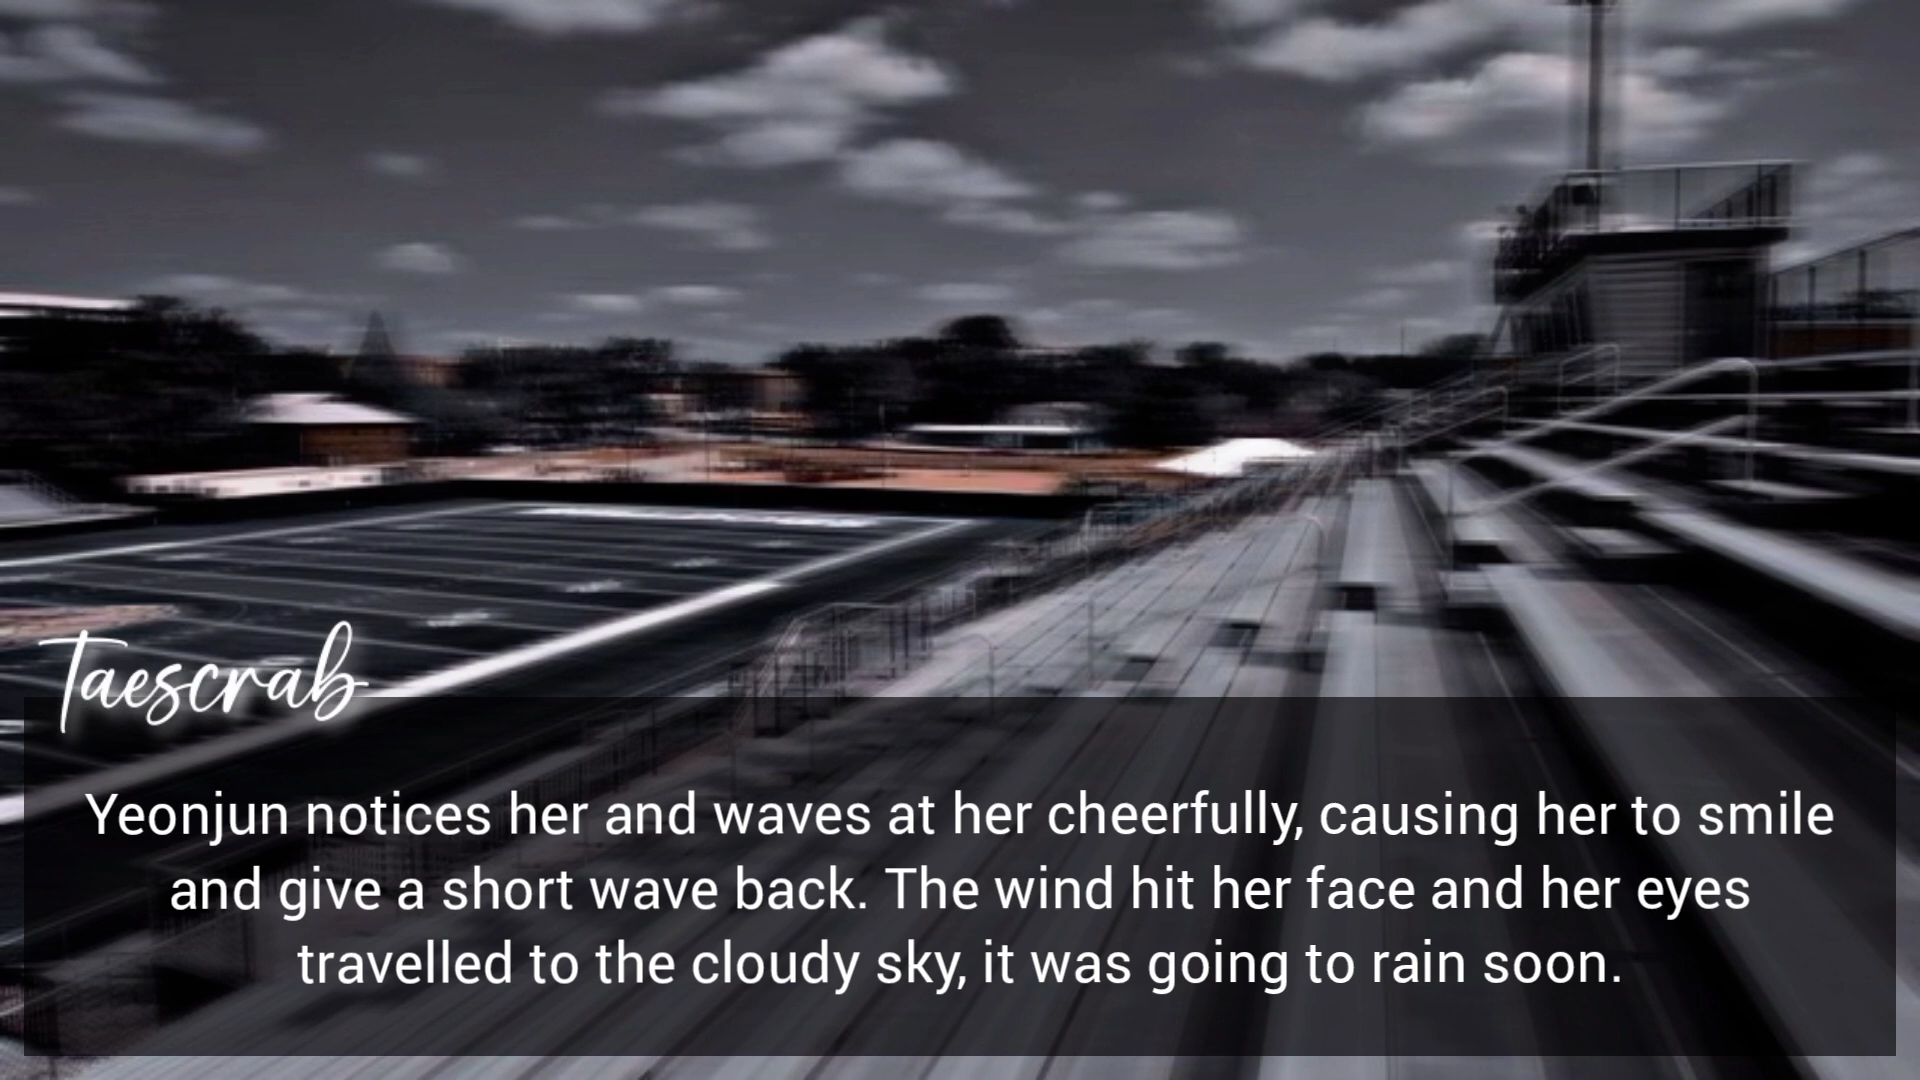 Taescrab
Yeonjun notices her and waves at her cheerfully, causing her to smile
and give a short wave back. The wind hit her face and her eyes
travelled to the cloudy sky, it was going to rain soon.